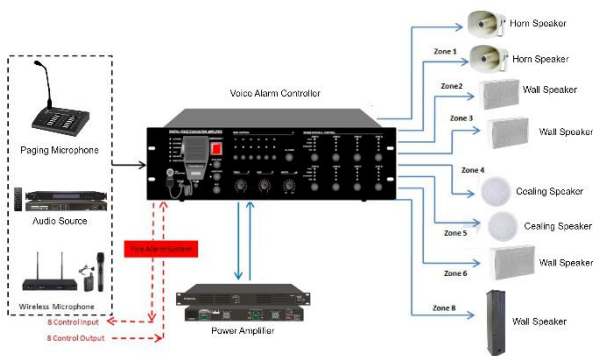 Horn Speaker
Zone 1
Horn Speaker
Voice Alarm Controller
Zone2
Wall Speaker
Zone 3
Wall Speaker
Paging Microphone
Zone 4
Cealing Speaker
Audio Source
Cealing Speaker
Zone 5
Fire Alarm System
Zone 6
Wall Speaker
Wireless Microphone
Zone 8
8 Control Input
Power Amplifier
Wall Speaker
8 Control Output